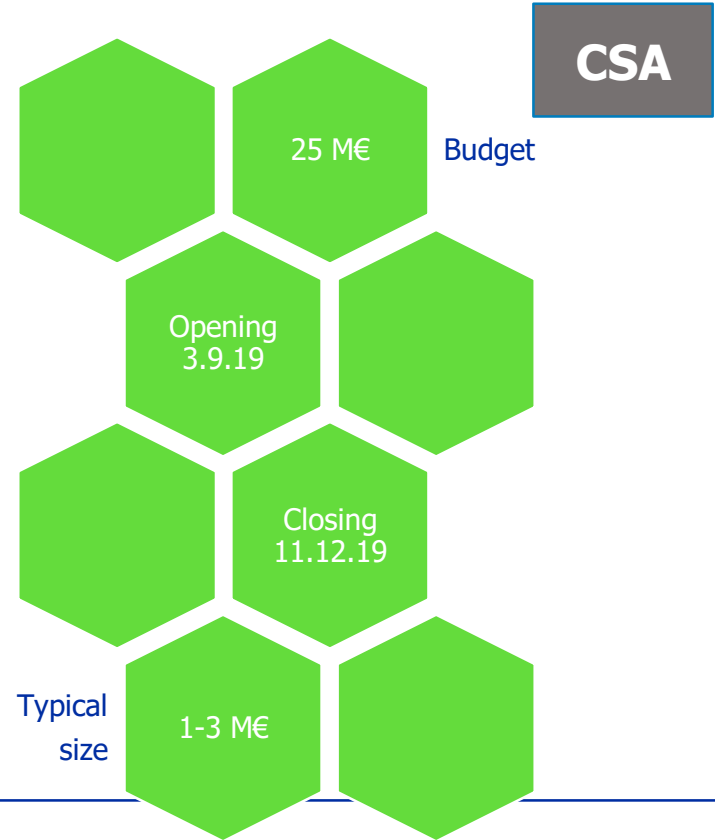 CSA
25 M€
Budget
Opening
3.9.19
Closing
11.12.19
Typical
size
1-3 M€